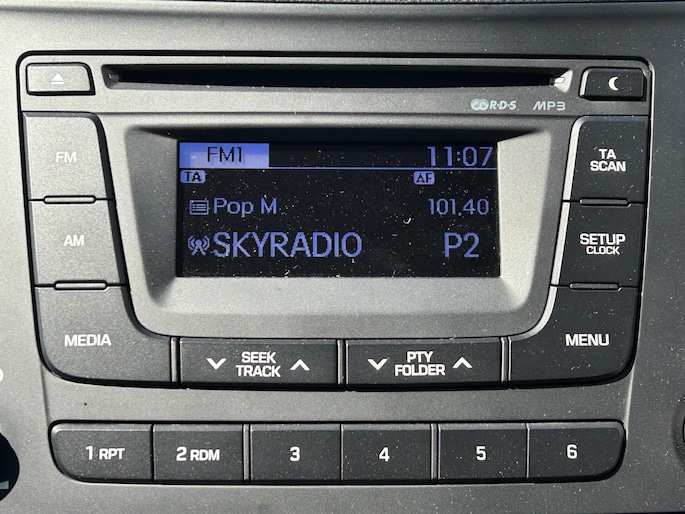 R·D·S MP3
FM1 11:07
TA AF
Pop M 101.40
SKYRADIO P2
FM
AM
MEDIA
TA
SCAN
SETUP
CLOCK
MENU
SEEK
TRACK
PTY
FOLDER
1 RPT
2 RDM
3
4
5
6